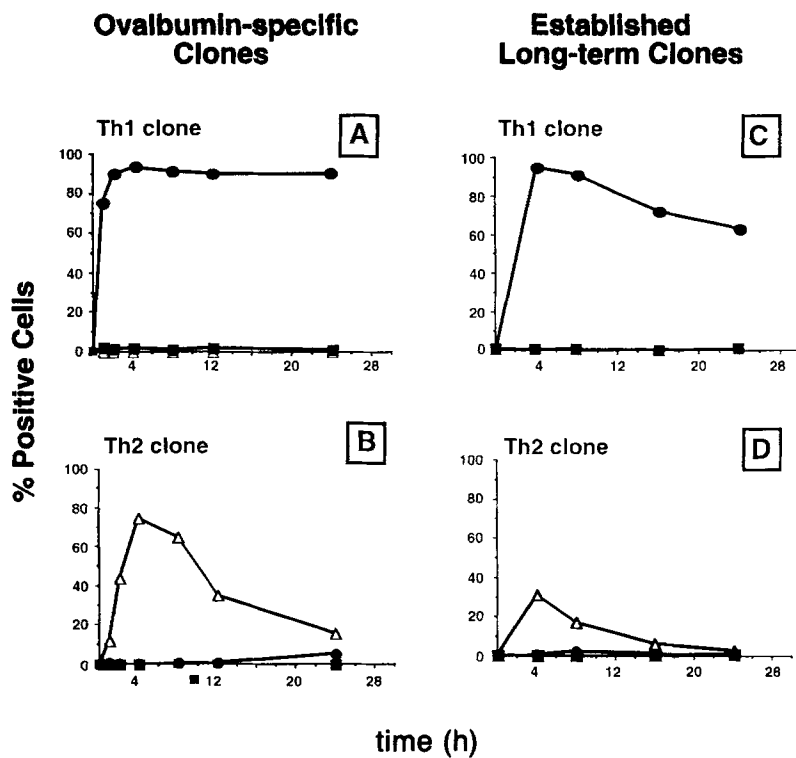 Ovalbumin-specific
Clones
Established
Long-term Clones
% Positive Cells
Th1 clone
A
100
80
60
40
20
0
4
12
20
28
Th1 clone
C
100
80
60
40
20
0
4
12
20
28
Th2 clone
B
100
80
60
40
20
0
4
12
20
28
Th2 clone
D
100
80
60
40
20
0
4
12
20
28
time (h)